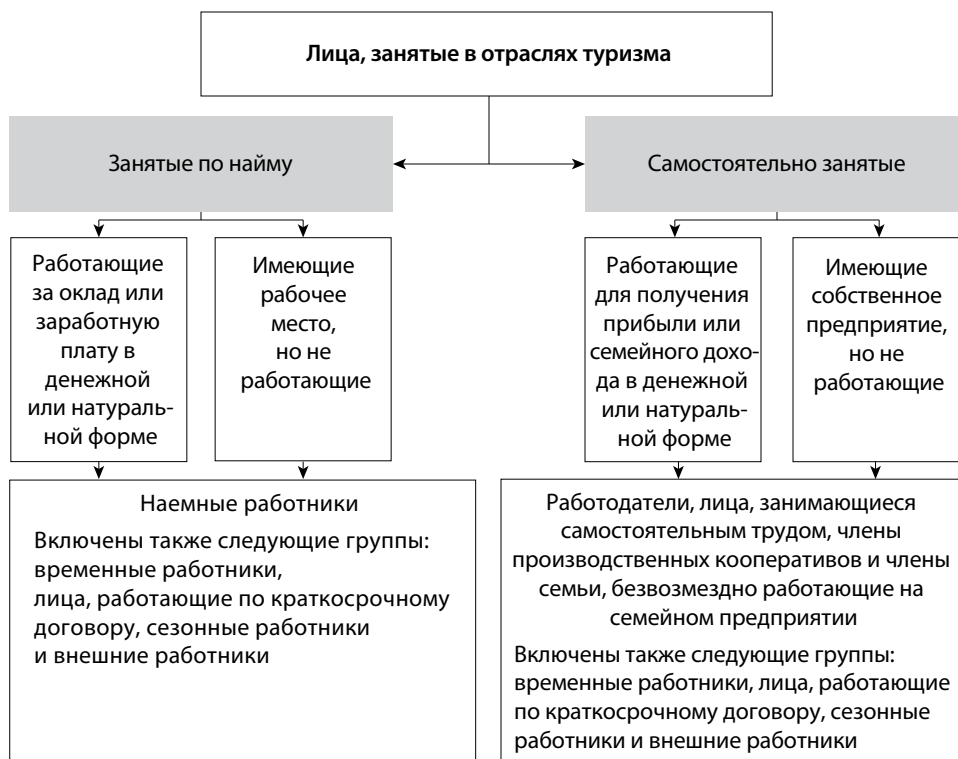 Лица, занятые в отраслях туризма
Занятые по найму
Самостоятельно занятые
Работающие
за оклад или
заработную
плату в
денежной
или натураль-
ной форме
Имеющие
рабочее
место,
но не
работающие
Работающие
для получения
прибыли или
семейного дохо-
да в денежной
или натураль-
ной форме
Имеющие
собственное
предприятие,
но не
работающие
Наемные работники
Включены также следующие группы:
временные работники,
лица, работающие по краткосрочному
договору, сезонные работники
и внешние работники
Работодатели, лица, занимающиеся
самостоятельным трудом, члены
производственных кооперативов и члены
семьи, безвозмездно работающие на
семейном предприятии
Включены также следующие группы:
временные работники, лица, работающие
по краткосрочному договору, сезонные
работники и внешние работники